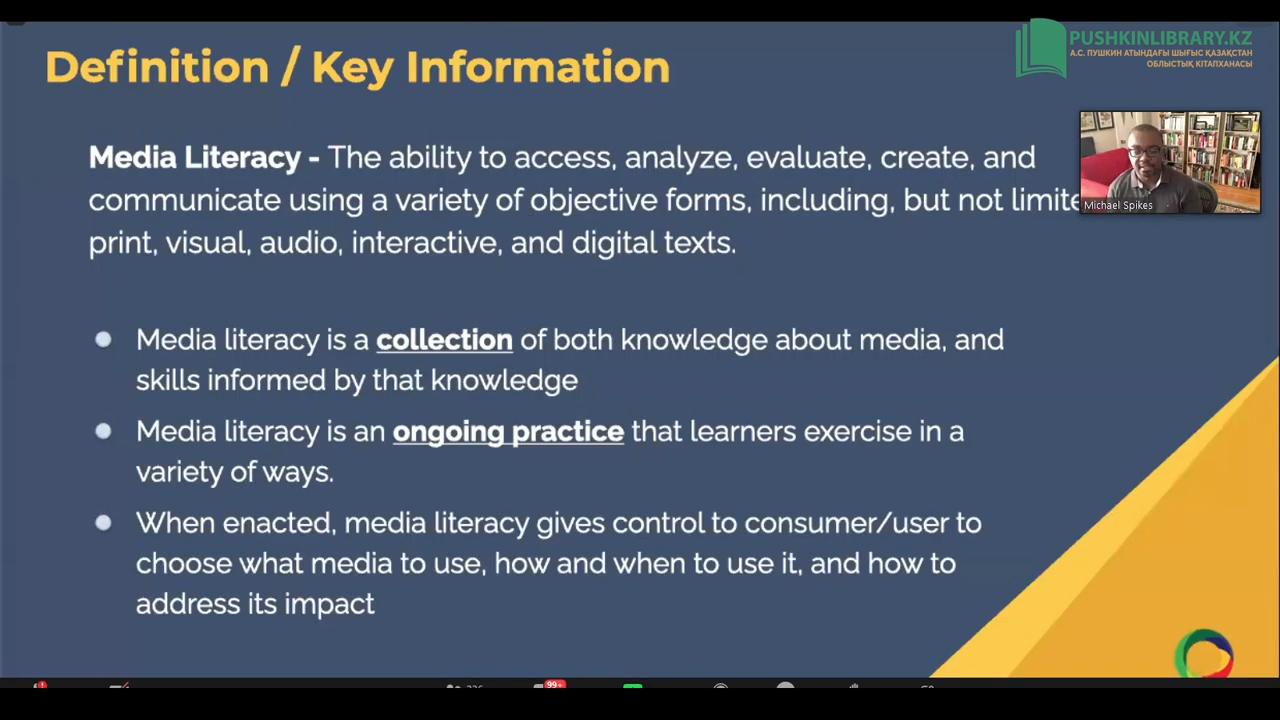 Definition / Key Information
PUSHKINLIBRARY.KZ
А.С. ПУШКИН АТЫНДАҒЫ ШЫҒЫС ҚАЗАҚСТАН
ОБЛЫСТЫҚ КІТАПХАНАСЫ
Media Literacy - The ability to access, analyze, evaluate, create, and
communicate using a variety of objective forms, including, but not limite
print, visual, audio, interactive, and digital texts.
Michael Spikes
Media literacy is a collection of both knowledge about media, and
skills informed by that knowledge
Media literacy is an ongoing practice that learners exercise in a
variety of ways.
When enacted, media literacy gives control to consumer/user to
choose what media to use, how and when to use it, and how to
address its impact
99+